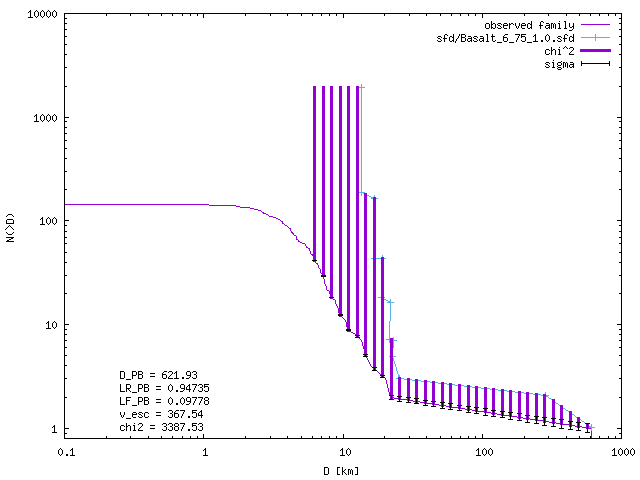 10000
1000
100
10
1
N(>D)
observed family
sfd/Basalt_6_75_1.0.sfd
chi^2
sigma
D_PB = 621.93
LR_PB = 0.94735
LF_PB = 0.09778
v_esc = 367.54
chi2 = 3387.53
0.1 1 10 100 1000
D [km]